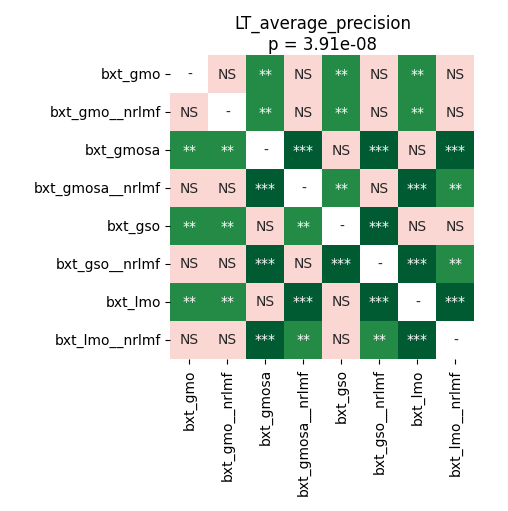 LT_average_precision
p = 3.91e-08
bxt_gmo - NS ** NS ** NS ** NS
bxt_gmo__nrlmf NS - ** NS ** NS ** NS
bxt_gmosa ** ** - *** NS *** NS ***
bxt_gmosa__nrlmf NS NS *** - ** NS *** **
bxt_gso ** ** NS ** - *** NS NS
bxt_gso__nrlmf NS NS *** NS *** - *** **
bxt_lmo ** ** NS *** NS *** - ***
bxt_lmo__nrlmf NS NS *** ** NS ** *** -
bxt_gmo bxt_gmo__nrlmf bxt_gmosa bxt_gmosa__nrlmf bxt_gso bxt_gso__nrlmf bxt_lmo bxt_lmo__nrlmf